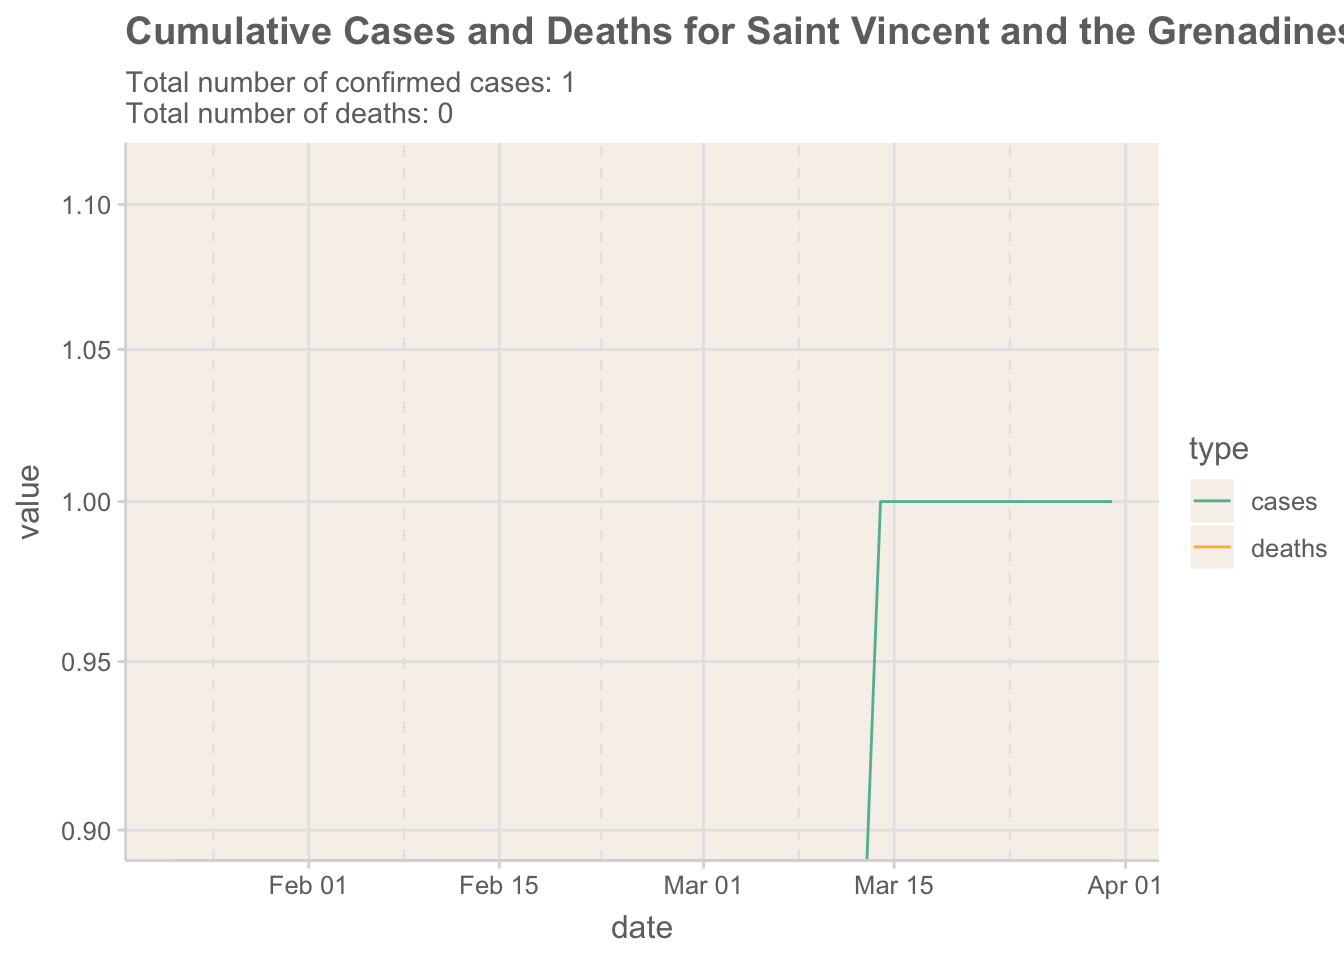 Cumulative Cases and Deaths for Saint Vincent and the Grenadines
Total number of confirmed cases: 1
Total number of deaths: 0
1.10
1.05
1.00
0.95
0.90
value
Feb 01
Feb 15
Mar 01
Mar 15
Apr 01
date
type
cases
deaths